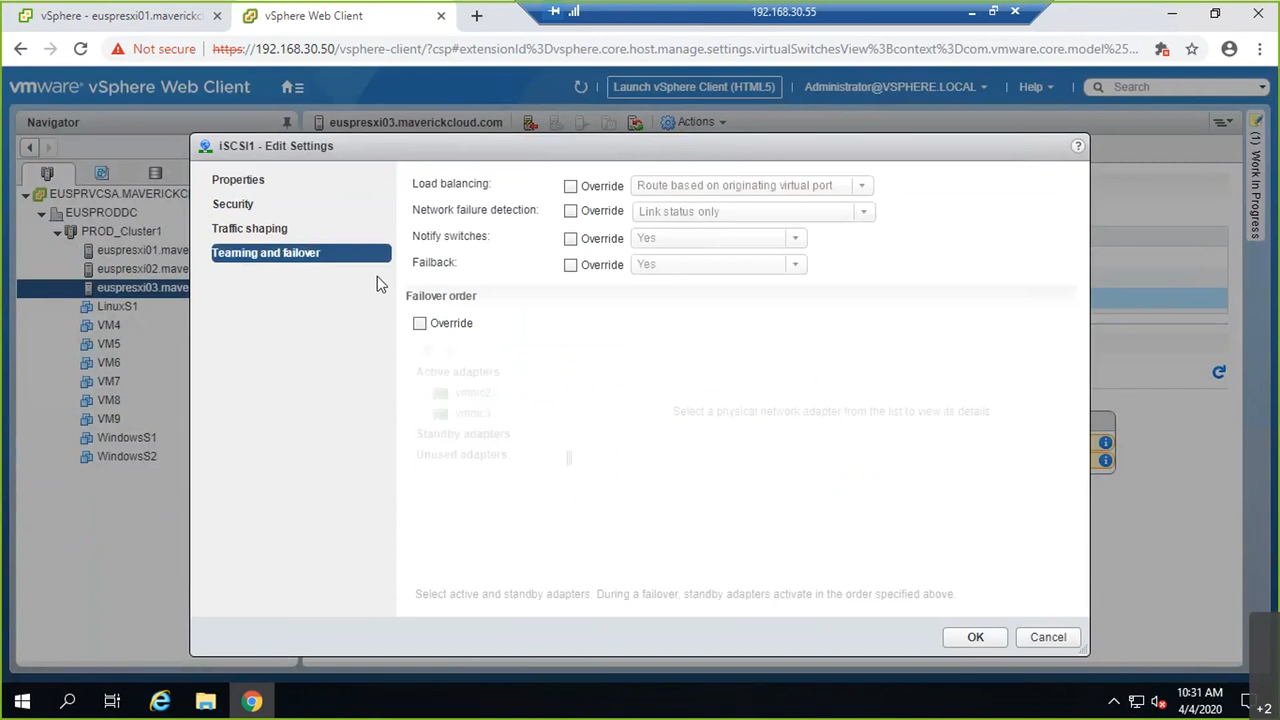 vSphere - euspresxi01.maverickc
vSphere Web Client
192.168.30.55
Not secure
https://192.168.30.50/vsphere-client/?csp#extensionId%3Dvsphere.core.host.manage.settings.virtualSwitchesView%3Bcontext%3Dcom.vmware.core.model%25...
vmware® vSphere Web Client
Launch vSphere Client (HTML5)
Administrator@VSPHERE.LOCAL
Help
Search
Navigator
euspresxi03.maverickcloud.com
Actions
(1) Work In Progress
EUSPRVCSA.MAVERICKC
EUSPRODDC
PROD_Cluster1
euspresxi01.mave
euspresxi02.mave
euspresxi03.mave
LinuxS1
VM4
VM5
VM6
VM7
VM8
VM9
WindowsS1
WindowsS2
iSCSI1 - Edit Settings
Properties
Security
Traffic shaping
Teaming and failover
Load balancing: Override Route based on originating virtual port
Network failure detection: Override Link status only
Notify switches: Override Yes
Failback: Override Yes
Failover order
Override
Active adapters
vmnic2
vmnic3
Standby adapters
Unused adapters
Select a physical network adapter from the list to view its details
Select active and standby adapters. During a failover, standby adapters activate in the order specified above.
OK
Cancel
10:31 AM
4/4/2020
+2